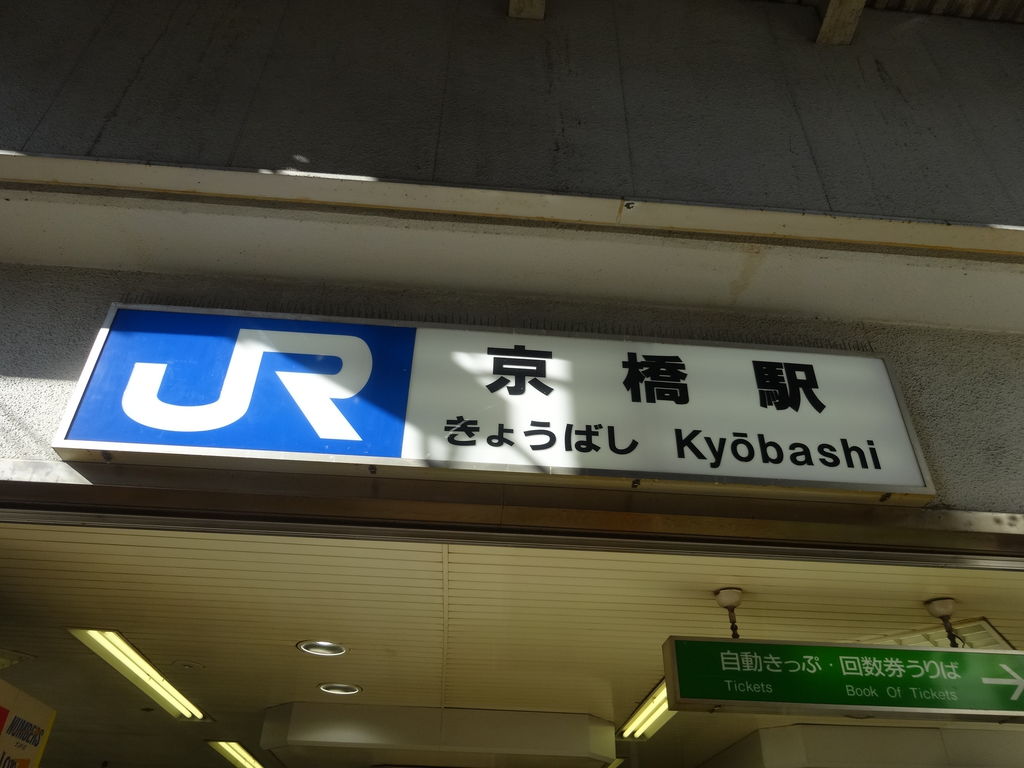 JR
京橋駅
きょうばし Kyōbashi
自動きっぷ・回数券うりば →
Tickets Book Of Tickets
NUMBERS